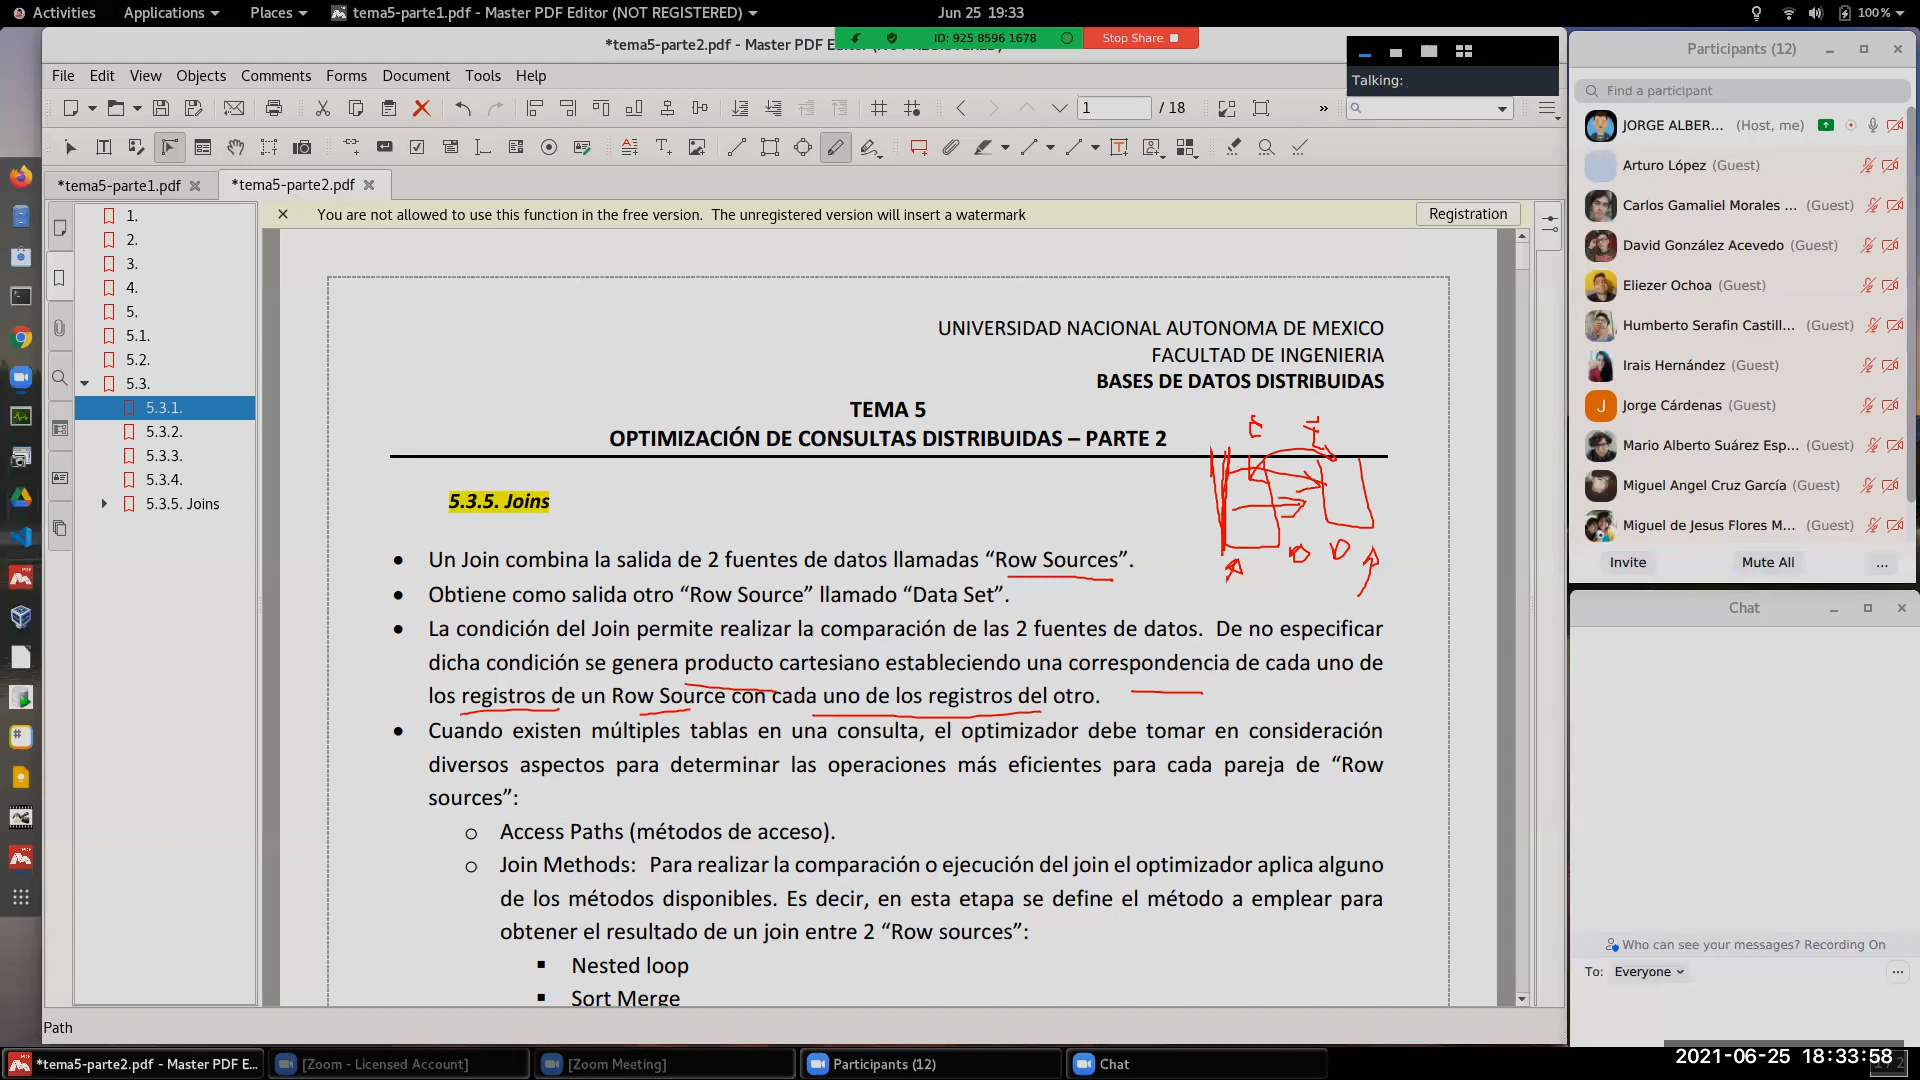 Activities
Applications
Places
tema5-parte1.pdf - Master PDF Editor (NOT REGISTERED)
Jun 25 19:33
100%
*tema5-parte2.pdf - Master PDF E
ID: 925 8596 1678
Stop Share
Talking:
File Edit View Objects Comments Forms Document Tools Help
1 / 18
*tema5-parte1.pdf
*tema5-parte2.pdf
You are not allowed to use this function in the free version. The unregistered version will insert a watermark
Registration
1.
2.
3.
4.
5.
5.1.
5.2.
5.3.
5.3.1.
5.3.2.
5.3.3.
5.3.4.
5.3.5. Joins
UNIVERSIDAD NACIONAL AUTONOMA DE MEXICO
FACULTAD DE INGENIERIA
BASES DE DATOS DISTRIBUIDAS
TEMA 5
OPTIMIZACIÓN DE CONSULTAS DISTRIBUIDAS – PARTE 2
5.3.5. Joins
• Un Join combina la salida de 2 fuentes de datos llamadas “Row Sources”.
• Obtiene como salida otro “Row Source” llamado “Data Set”.
• La condición del Join permite realizar la comparación de las 2 fuentes de datos. De no especificar
dicha condición se genera producto cartesiano estableciendo una correspondencia de cada uno de
los registros de un Row Source con cada uno de los registros del otro.
• Cuando existen múltiples tablas en una consulta, el optimizador debe tomar en consideración
diversos aspectos para determinar las operaciones más eficientes para cada pareja de “Row
sources”:
o Access Paths (métodos de acceso).
o Join Methods: Para realizar la comparación o ejecución del join el optimizador aplica alguno
de los métodos disponibles. Es decir, en esta etapa se define el método a emplear para
obtener el resultado de un join entre 2 “Row sources”:
▪ Nested loop
▪ Sort Merge
Path
Participants (12)
Find a participant
JORGE ALBER... (Host, me)
Arturo López (Guest)
Carlos Gamaliel Morales ... (Guest)
David González Acevedo (Guest)
Eliezer Ochoa (Guest)
Humberto Serafin Castill... (Guest)
Irais Hernández (Guest)
J
Jorge Cárdenas (Guest)
Mario Alberto Suárez Esp... (Guest)
Miguel Angel Cruz García (Guest)
Miguel de Jesus Flores M... (Guest)
Invite
Mute All
...
Chat
Who can see your messages? Recording On
To: Everyone
*tema5-parte2.pdf - Master PDF E...
[Zoom - Licensed Account]
[Zoom Meeting]
Participants (12)
Chat
2021-06-25 18:33:58